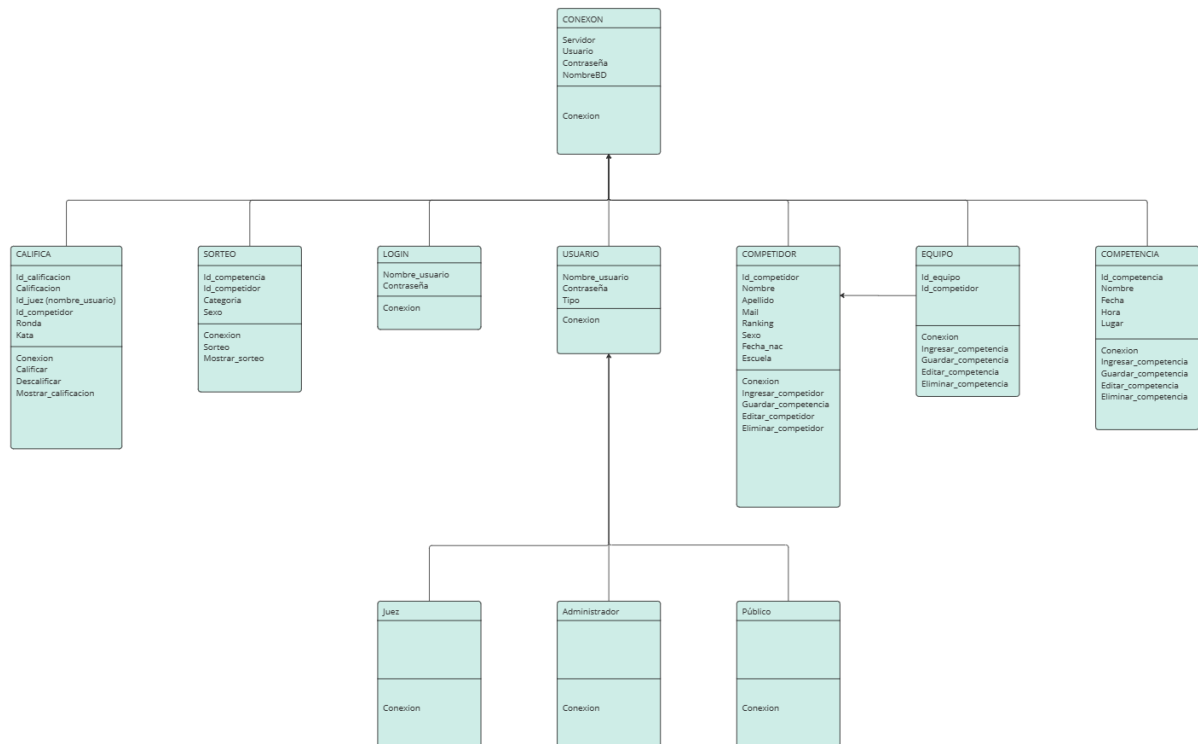 CONEXON
Servidor
Usuario
Contraseña
NombreBD
Conexion
CALIFICA
Id_calificacion
Calificacion
Id_juez (nombre_usuario)
Id_competidor
Ronda
Kata
Conexion
Calificar
Descalificar
Mostrar_calificacion
SORTEO
Id_competencia
Id_competidor
Categoria
Sexo
Conexion
Sorteo
Mostrar_sorteo
LOGIN
Nombre_usuario
Contraseña
Conexion
USUARIO
Nombre_usuario
Contraseña
Tipo
Conexion
COMPETIDOR
Id_competidor
Nombre
Apellido
Mail
Ranking
Sexo
Fecha_nac
Escuela
Conexion
Ingresar_competidor
Guardar_competencia
Editar_competidor
Eliminar_competidor
EQUIPO
Id_equipo
Id_competidor
Conexion
Ingresar_competencia
Guardar_competencia
Editar_competencia
Eliminar_competencia
COMPETENCIA
Id_competencia
Nombre
Fecha
Hora
Lugar
Conexion
Ingresar_competencia
Guardar_competencia
Editar_competencia
Eliminar_competencia
Juez
Conexion
Administrador
Conexion
Público
Conexion